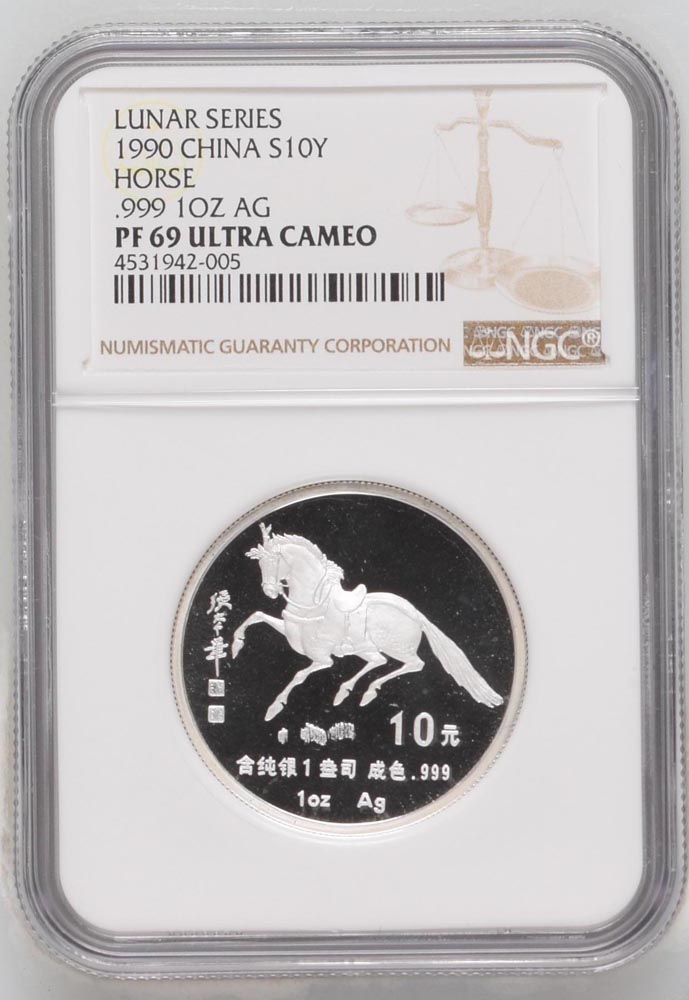 LUNAR SERIES
1990 CHINA S10Y
HORSE
.999 1OZ AG
PF 69 ULTRA CAMEO
4531942-005
NUMISMATIC GUARANTY CORPORATION
NGC®
10元
含纯银1盎司 成色.999
1oz Ag